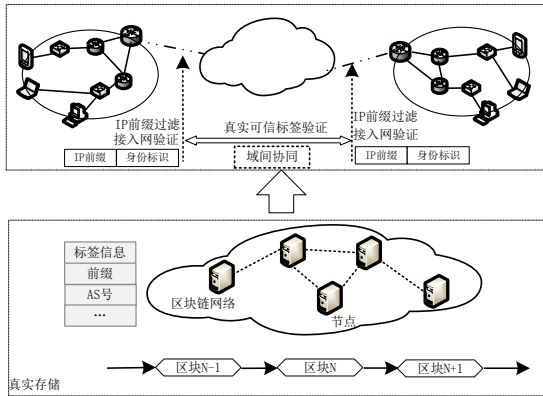 IP前缀过滤
接入网验证
IP前缀 身份标识
真实可信标签验证
域间协同
IP前缀过滤
接入网验证
IP前缀 身份标识
标签信息
前缀
AS号
…
区块链网络
节点
区块N-1
区块N
区块N+1
真实存储